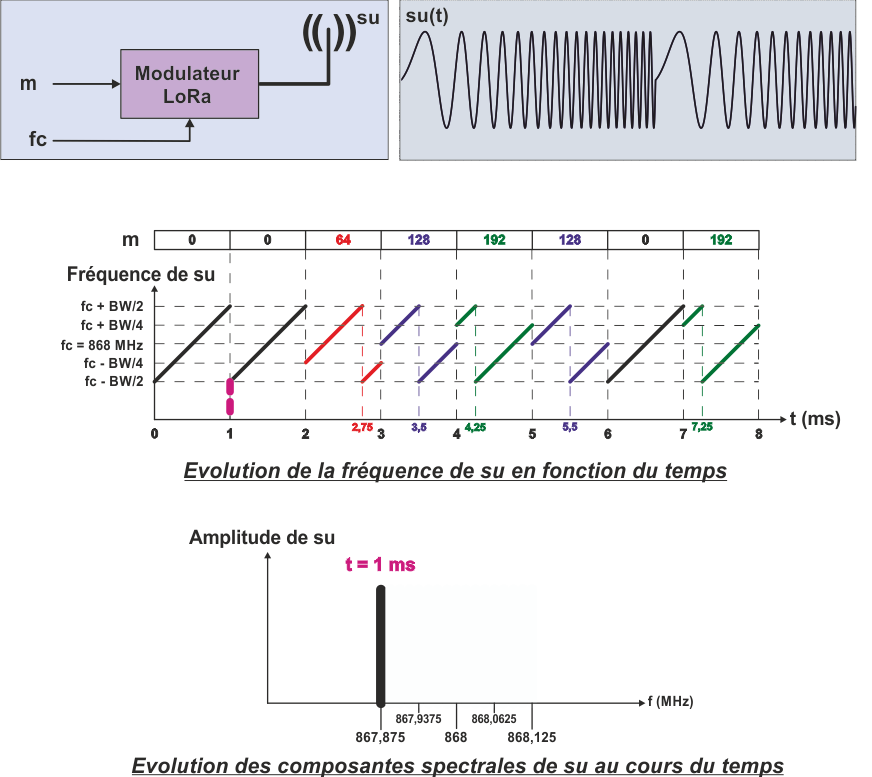 su
su(t)
Modulateur
LoRa
m
fc
m 0 0 64 128 192 128 0 192
Fréquence de su
fc + BW/2
fc + BW/4
fc = 868 MHz
fc - BW/4
fc - BW/2
t (ms)
2,75 3,5 4,25 5,5 7,25
0 1 2 3 4 5 6 7 8
Evolution de la fréquence de su en fonction du temps
Amplitude de su
t = 1 ms
f (MHz)
867,9375 868,0625
867,875 868 868,125
Evolution des composantes spectrales de su au cours du temps